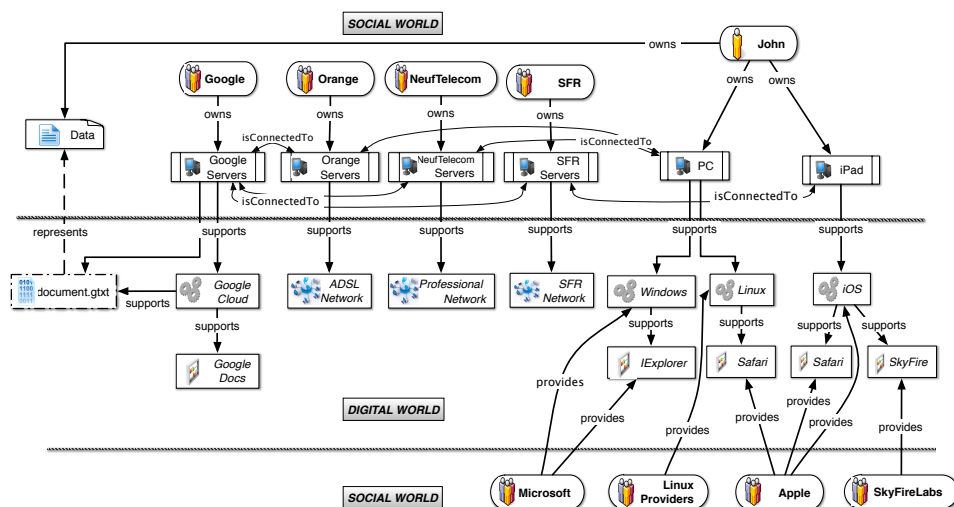 SOCIAL WORLD
owns
John
Google
Orange
NeufTelecom
SFR
owns
owns
owns
owns
owns
owns
Data
isConnectedTo
isConnectedTo
Google
Servers
Orange
Servers
NeufTelecom
Servers
SFR
Servers
PC
iPad
isConnectedTo
isConnectedTo
represents
supports
supports
supports
supports
supports
supports
document.gtxt
supports
Google
Cloud
ADSL
Network
Professional
Network
SFR
Network
Windows
Linux
iOS
supports
supports
supports
supports
supports
Google
Docs
IExplorer
Safari
Safari
SkyFire
provides
DIGITAL WORLD
provides
provides
provides
provides
provides
provides
SOCIAL WORLD
Microsoft
Linux
Providers
Apple
SkyFireLabs